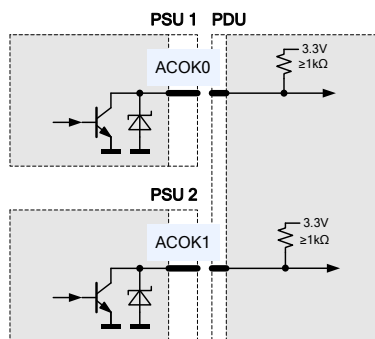 PSU 1 PDU
ACOK0
3.3V
≥1kΩ
PSU 2
ACOK1
3.3V
≥1kΩ